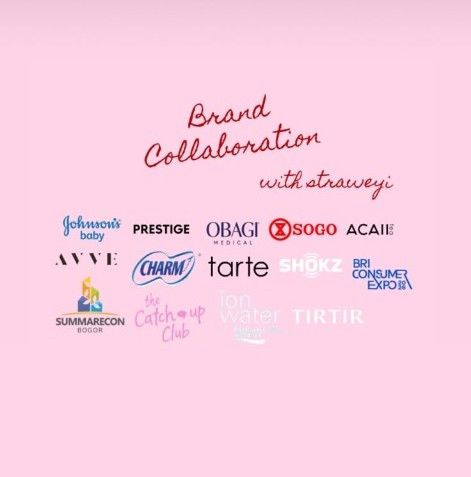 Brand
Collaboration
with straweyi
Johnson's baby PRESTIGE OBAGI MEDICAL SOGO ACAII
AVVE CHARM tarte SHOKZ BRI CONSUMER EXPO
SUMMARECON BOGOR the Catch up Club ion water TIRTIR